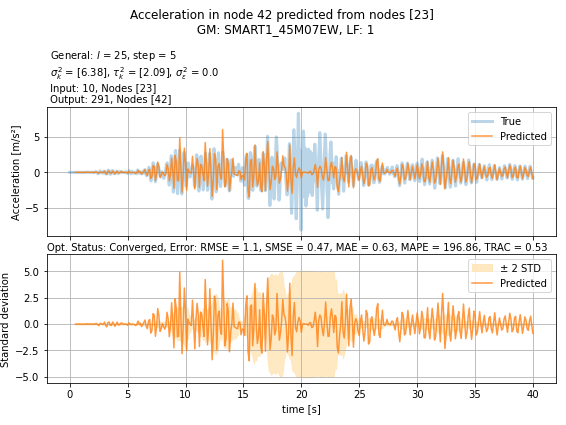 Acceleration in node 42 predicted from nodes [23]
GM: SMART1_45M07EW, LF: 1
General: l = 25, step = 5
σ²ₖ = [6.38], τ²ₖ = [2.09], σ²ε = 0.0
Input: 10, Nodes [23]
Output: 291, Nodes [42]
Acceleration [m/s²]
5
0
−5
True
Predicted
Opt. Status: Converged, Error: RMSE = 1.1, SMSE = 0.47, MAE = 0.63, MAPE = 196.86, TRAC = 0.53
Standard deviation
5.0
2.5
0.0
−2.5
−5.0
± 2 STD
Predicted
0 5 10 15 20 25 30 35 40
time [s]